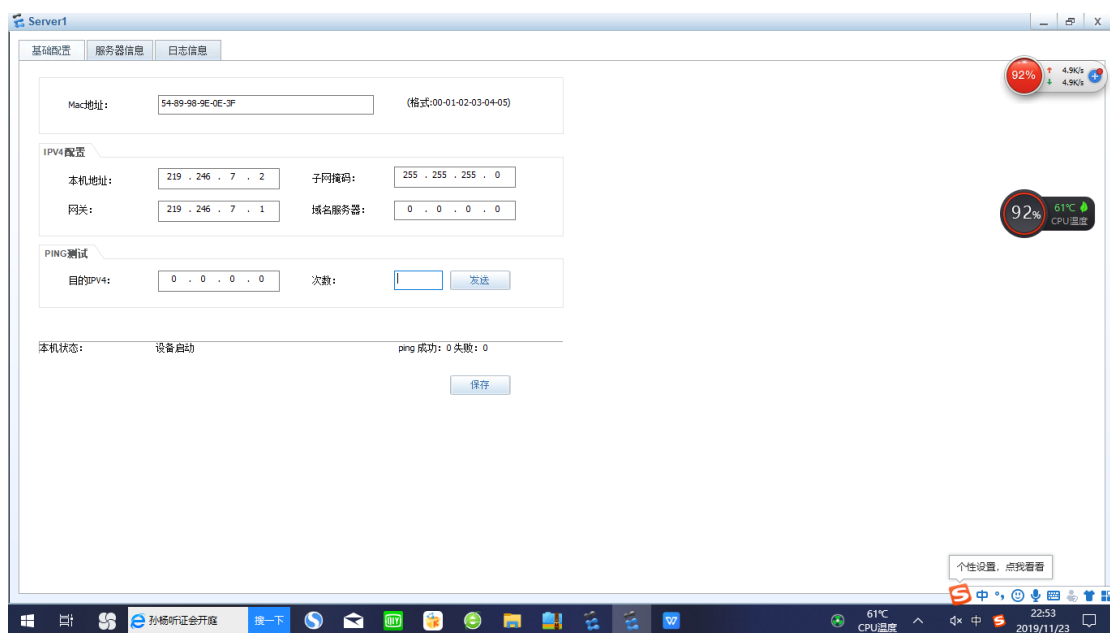 Server1
基础配置 服务器信息 日志信息
92% 4.9K/s
4.9K/s
Mac地址: 54-89-98-9E-0E-3F (格式:00-01-02-03-04-05)
IPV4配置
本机地址: 219 . 246 . 7 . 2 子网掩码: 255 . 255 . 255 . 0
网关: 219 . 246 . 7 . 1 域名服务器: 0 . 0 . 0 . 0
92% 61℃
CPU温度
PING测试
目的IPV4: 0 . 0 . 0 . 0 次数: 发送
本机状态: 设备启动 ping 成功: 0 失败: 0
保存
个性设置，点我看看
中
孙杨听证会开庭 搜一下
DIY
W
61℃
CPU温度
中
22:53
2019/11/23